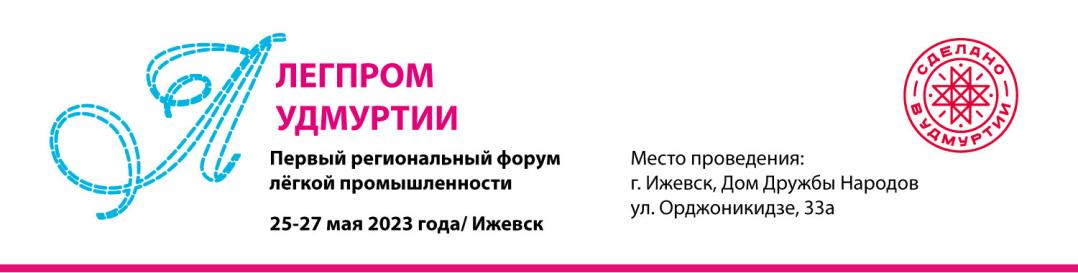 ЛЕГПРОМ
УДМУРТИИ
Первый региональный форум
лёгкой промышленности
25-27 мая 2023 года/ Ижевск
Место проведения:
г. Ижевск, Дом Дружбы Народов
ул. Орджоникидзе, 33а
СДЕЛАНО
В УДМУРТИИ